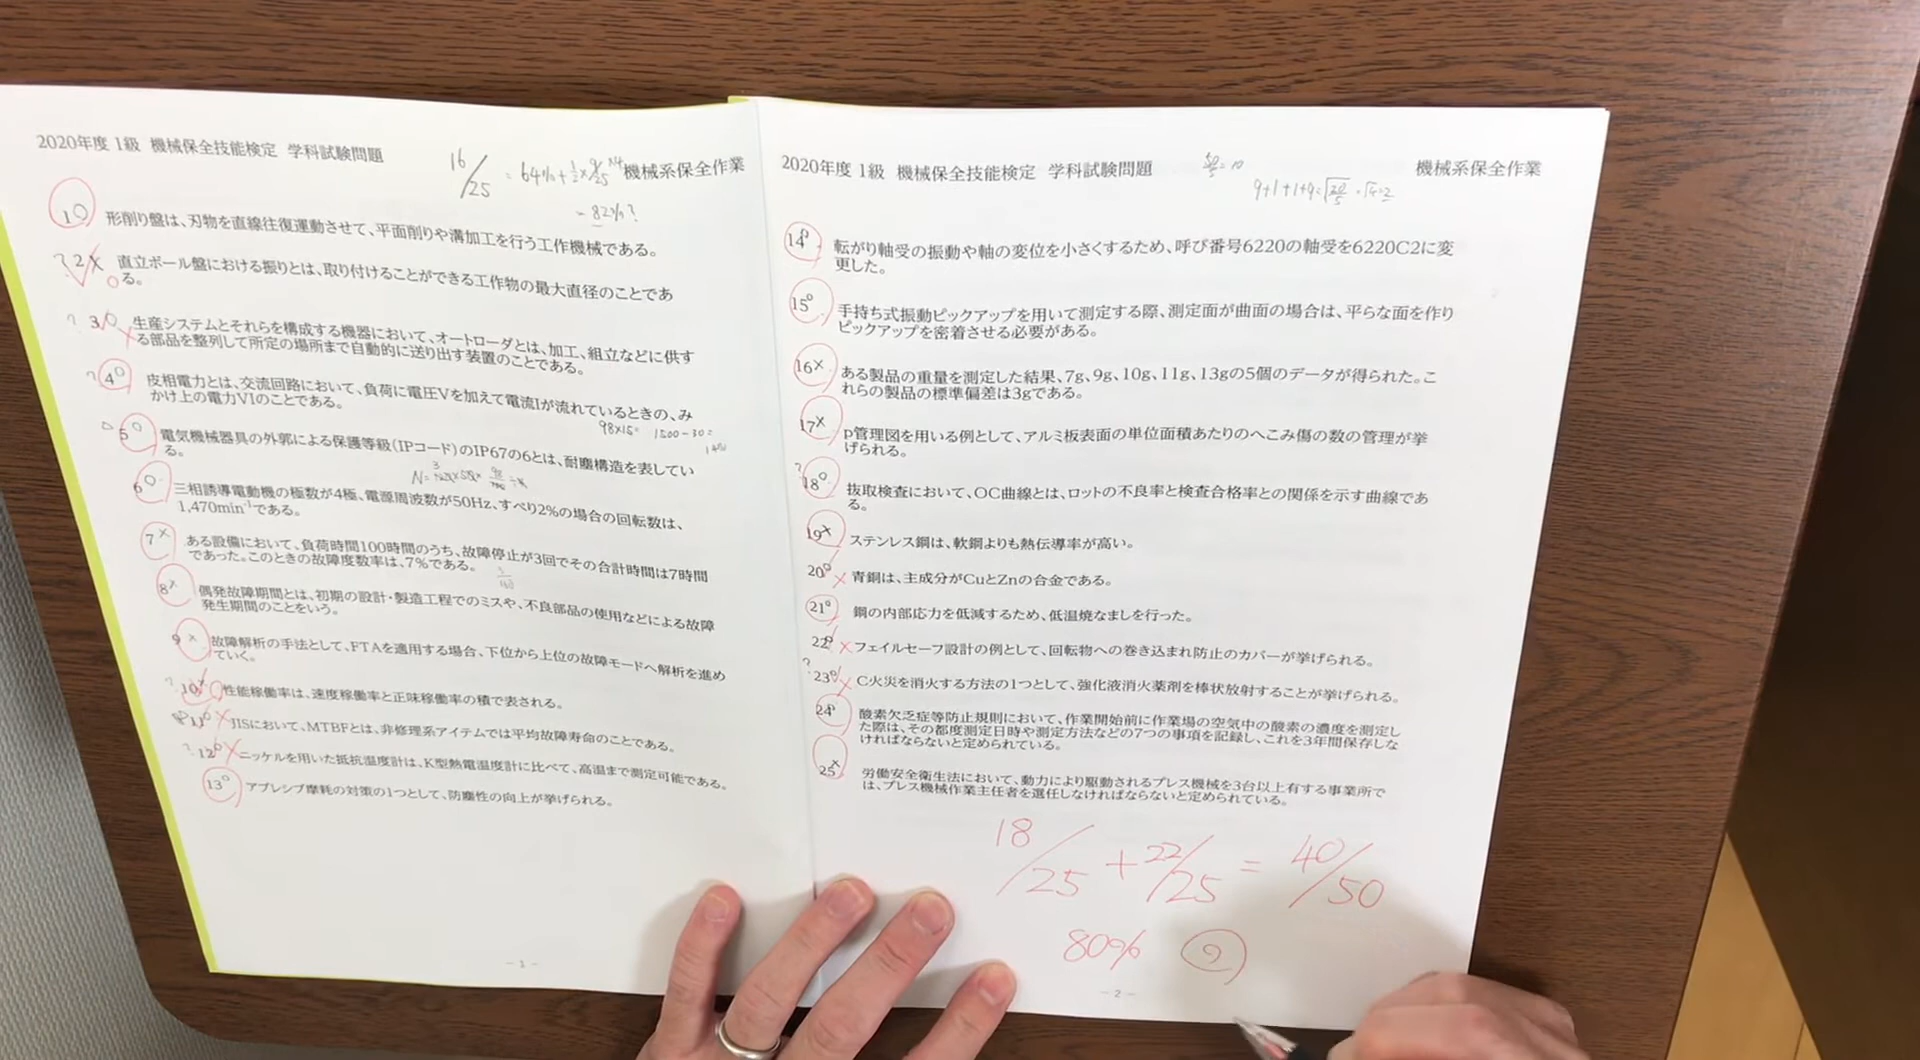 2020年度 1級 機械保全技能検定 学科試験問題
16/25 = 64% + 1/2 ×
機械系保全作業
= 82%?
1○ 形削り盤は、刃物を直線往復運動させて、平面削りや溝加工を行う工作機械である。
?2× 直立ボール盤における振りとは、取り付けることができる工作物の最大直径のことであ
○ る。
? 3○ 生産システムとそれらを構成する機器において、オートローダとは、加工、組立などに供す
× る部品を整列して所定の場所まで自動的に送り出す装置のことである。
?4○ 皮相電力とは、交流回路において、負荷に電圧Vを加えて電流Iが流れているときの、み
かけ上の電力VIのことである。
98×15= 1500-30=
△ 5○ 電気機械器具の外郭による保護等級(IPコード)のIP67の6とは、耐塵構造を表してい
る。
N=
6○ 三相誘導電動機の極数が4極、電源周波数が50Hz、すべり2%の場合の回転数は、
1,470min⁻¹である。
7× ある設備において、負荷時間100時間のうち、故障停止が3回でその合計時間は7時間
であった。このときの故障度数率は、7%である。
8× 偶発故障期間とは、初期の設計・製造工程でのミスや、不良部品の使用などによる故障
発生期間のことをいう。
9× 故障解析の手法として、FTAを適用する場合、下位から上位の故障モードへ解析を進め
ていく。
?10× ○ 性能稼働率は、速度稼働率と正味稼働率の積で表される。
11○ × JISにおいて、MTBFとは、非修理系アイテムでは平均故障寿命のことである。
?12○ × ニッケルを用いた抵抗温度計は、K型熱電温度計に比べて、高温まで測定可能である。
13○ アブレシブ摩耗の対策の1つとして、防塵性の向上が挙げられる。
- 1 -
2020年度 1級 機械保全技能検定 学科試験問題
50/5=10
9+1+1+9=√20/5=√4=2
機械系保全作業
14○ 転がり軸受の振動や軸の変位を小さくするため、呼び番号6220の軸受を6220C2に変
更した。
15○ 手持ち式振動ピックアップを用いて測定する際、測定面が曲面の場合は、平らな面を作り
ピックアップを密着させる必要がある。
16× ある製品の重量を測定した結果、7g、9g、10g、11g、13gの5個のデータが得られた。こ
れらの製品の標準偏差は3gである。
17× p管理図を用いる例として、アルミ板表面の単位面積あたりのへこみ傷の数の管理が挙
げられる。
?18○ 抜取検査において、OC曲線とは、ロットの不良率と検査合格率との関係を示す曲線であ
る。
19× ステンレス鋼は、軟鋼よりも熱伝導率が高い。
20○ × 青銅は、主成分がCuとZnの合金である。
21○ 鋼の内部応力を低減するため、低温焼なましを行った。
22○ × フェイルセーフ設計の例として、回転物への巻き込まれ防止のカバーが挙げられる。
?23○ × C火災を消火する方法の1つとして、強化液消火薬剤を棒状放射することが挙げられる。
24○ 酸素欠乏症等防止規則において、作業開始前に作業場の空気中の酸素の濃度を測定し
た際は、その都度測定日時や測定方法などの7つの事項を記録し、これを3年間保存しな
ければならないと定められている。
25× 労働安全衛生法において、動力により駆動されるプレス機械を3台以上有する事業所で
は、プレス機械作業主任者を選任しなければならないと定められている。
18/25 + 22/25 = 40/50
80%
- 2 -